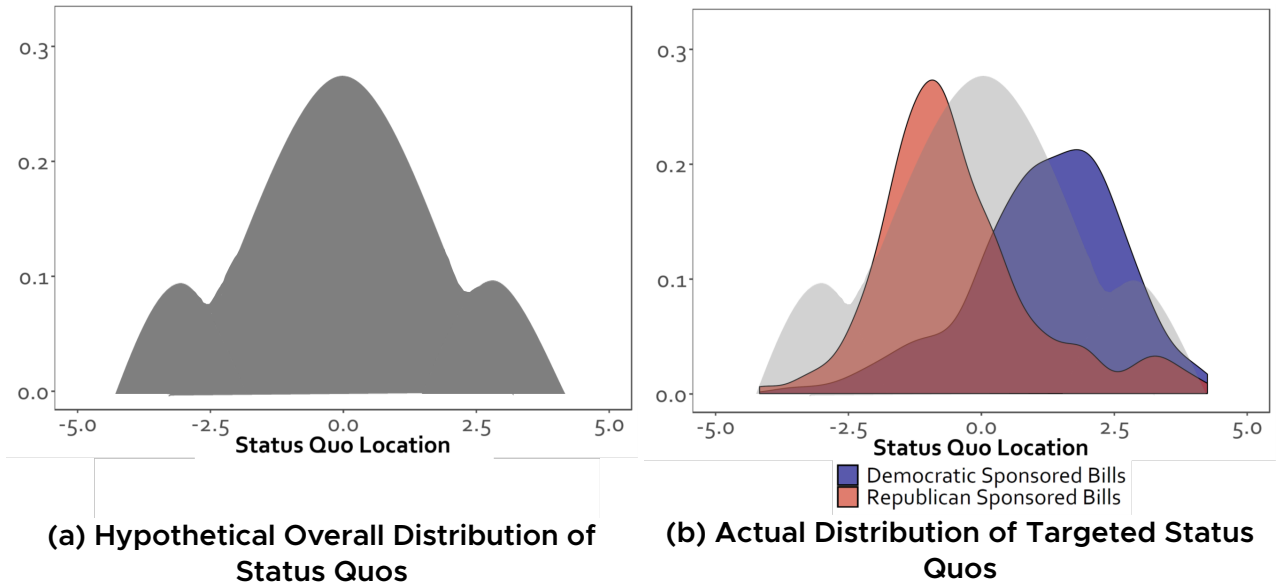 0.3
0.2
0.1
0.0
-5.0 -2.5 0.0 2.5 5.0
Status Quo Location
(a) Hypothetical Overall Distribution of
Status Quos
0.3
0.2
0.1
0.0
-5.0 -2.5 0.0 2.5 5.0
Status Quo Location
Democratic Sponsored Bills
Republican Sponsored Bills
(b) Actual Distribution of Targeted Status
Quos